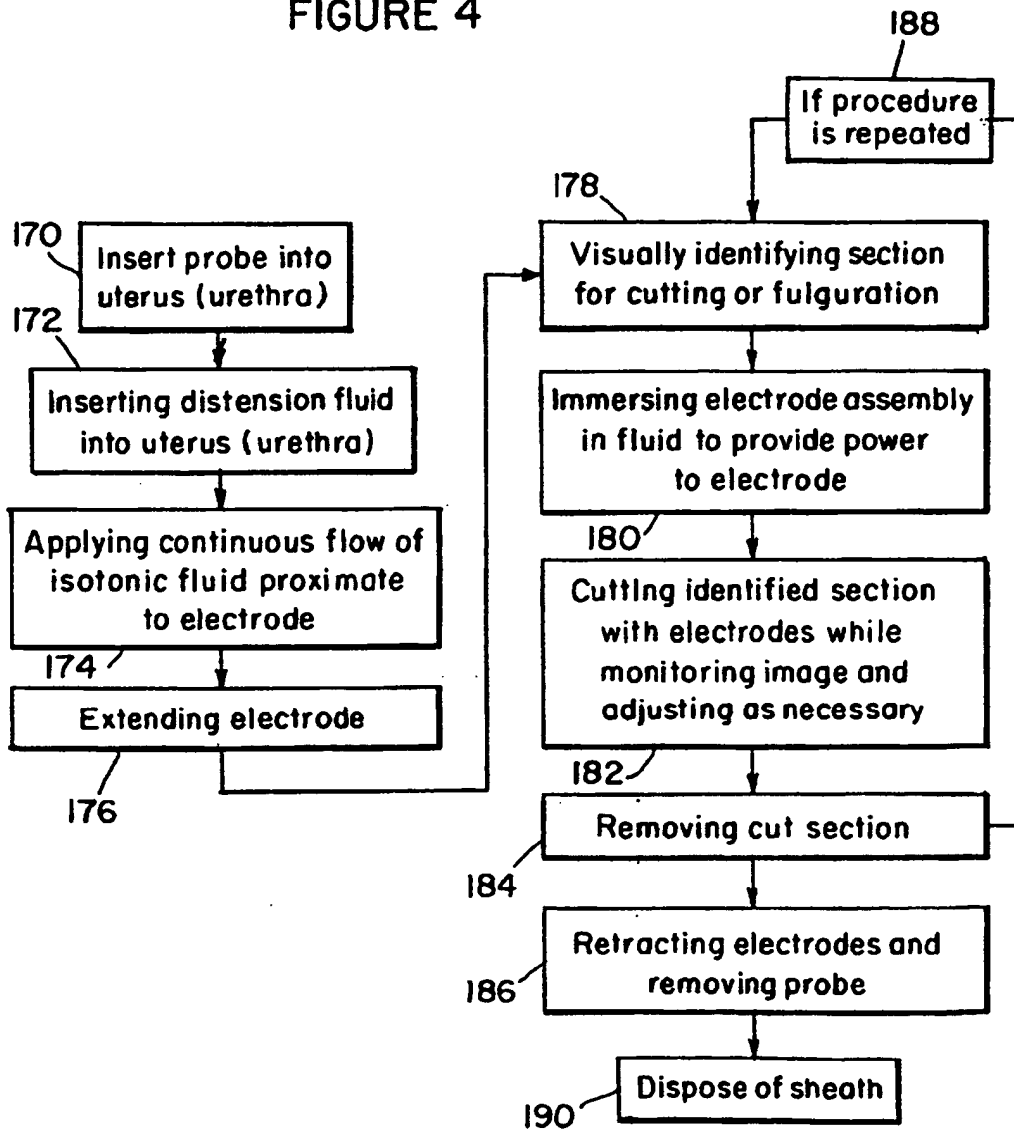 FIGURE 4
170
Insert probe into
uterus (urethra)
172
Inserting distension fluid
into uterus (urethra)
Applying continuous flow of
isotonic fluid proximate
to electrode
174
Extending electrode
176
188
If procedure
is repeated
178
Visually identifying section
for cutting or fulguration
Immersing electrode assembly
in fluid to provide power
to electrode
180
Cutting identified section
with electrodes while
monitoring image and
adjusting as necessary
182
Removing cut section
184
Retracting electrodes and
removing probe
186
Dispose of sheath
190